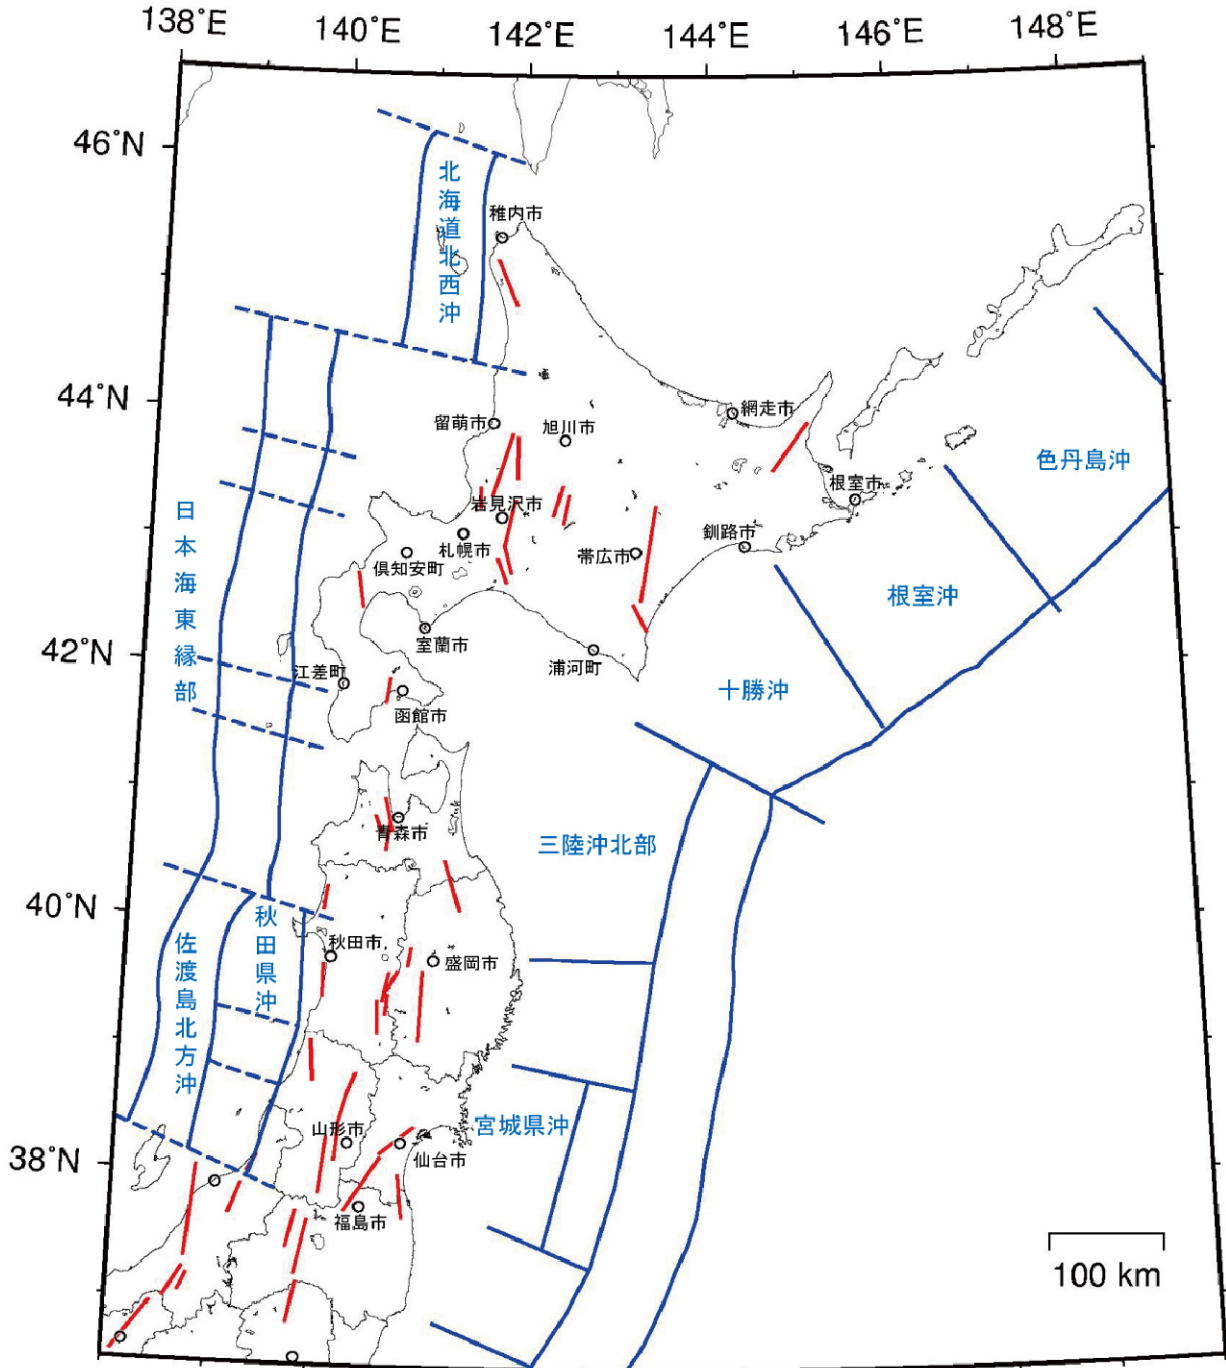 138°E 140°E 142°E 144°E 146°E 148°E
46°N
44°N
42°N
40°N
38°N
北海道北西沖
稚内市
留萌市
旭川市
網走市
色丹島沖
根室市
岩見沢市
日本海東縁部
札幌市
釧路市
倶知安町
帯広市
根室沖
室蘭市
江差町
浦河町
十勝沖
函館市
青森市
三陸沖北部
秋田県沖
佐渡島北方沖
秋田市
盛岡市
山形市
宮城県沖
仙台市
福島市
100 km